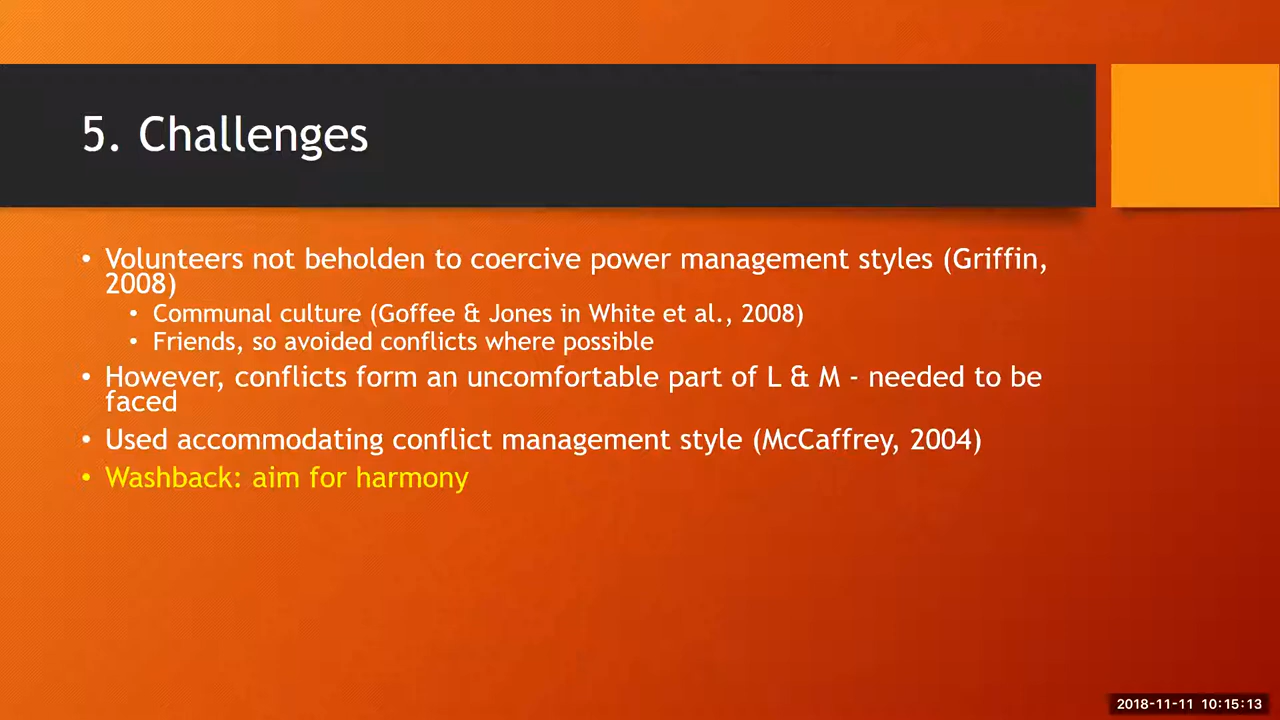 5. Challenges
• Volunteers not beholden to coercive power management styles (Griffin,
2008)
• Communal culture (Goffee & Jones in White et al., 2008)
• Friends, so avoided conflicts where possible
• However, conflicts form an uncomfortable part of L & M - needed to be
faced
• Used accommodating conflict management style (McCaffrey, 2004)
• Washback: aim for harmony
2018-11-11 10:15:13